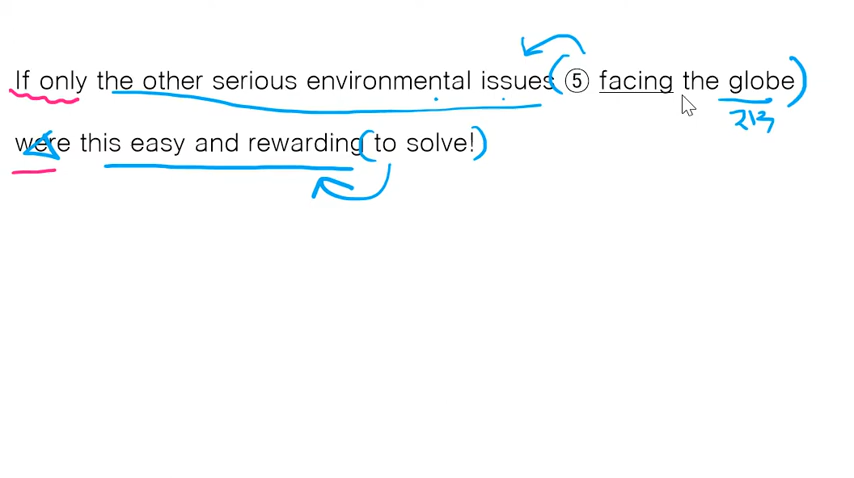 If only the other serious environmental issues ⑤ facing the globe
지구
were this easy and rewarding to solve!